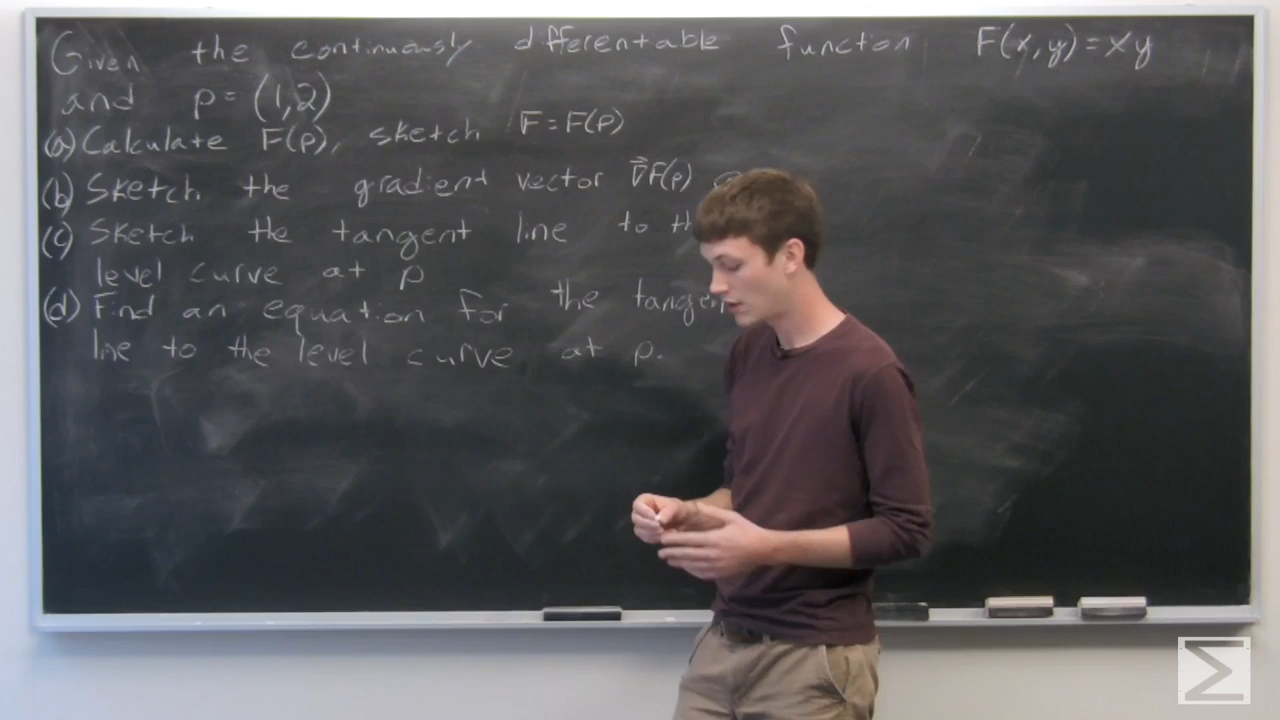 Given the continuously differentable function F(x,y)=xy
and p=(1,2)
(a) Calculate F(p), sketch F=F(p)
(b) Sketch the gradient vector ∇⃗F(p)
(c) Sketch the tangent line to th
level curve at p
(d) Find an equation for the tangen
line to the level curve at p.
Σ